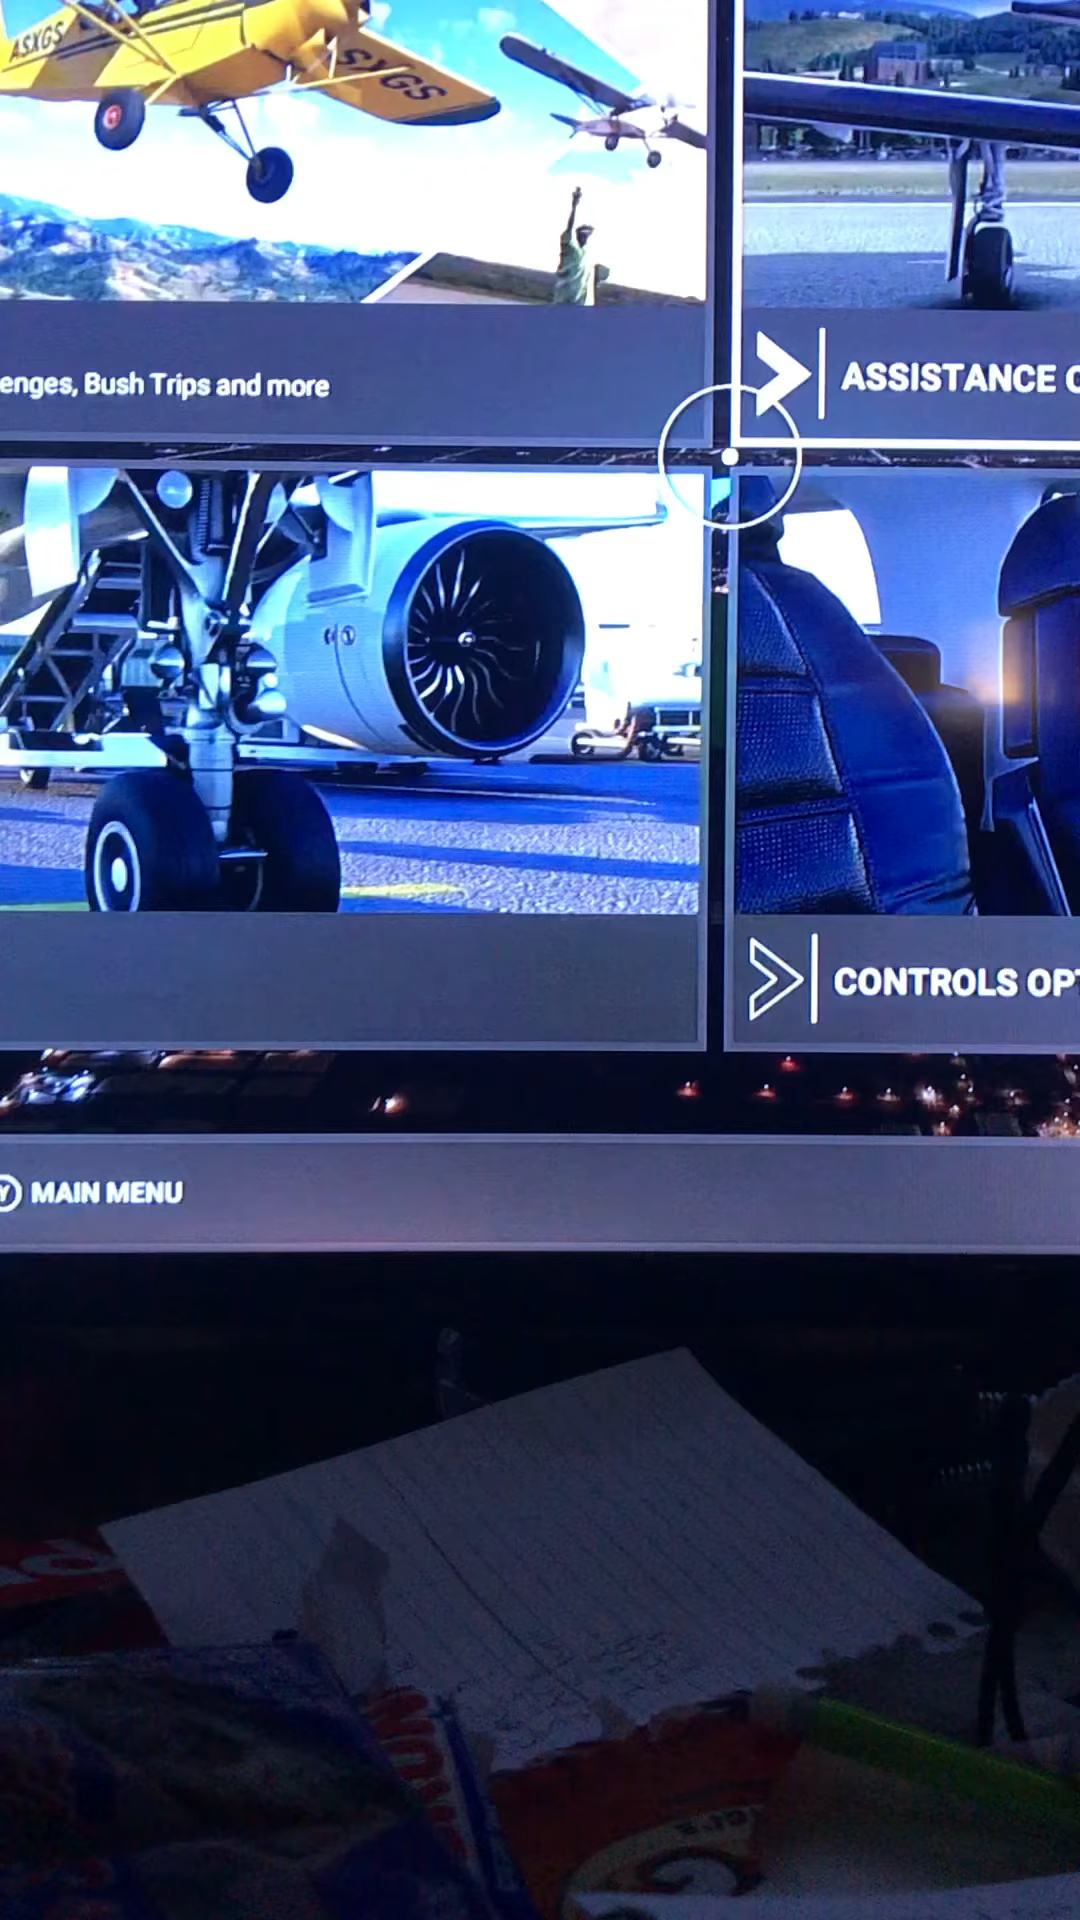 ASXGS
SXGS
enges, Bush Trips and more
ASSISTANCE
CONTROLS OPT
Y MAIN MENU